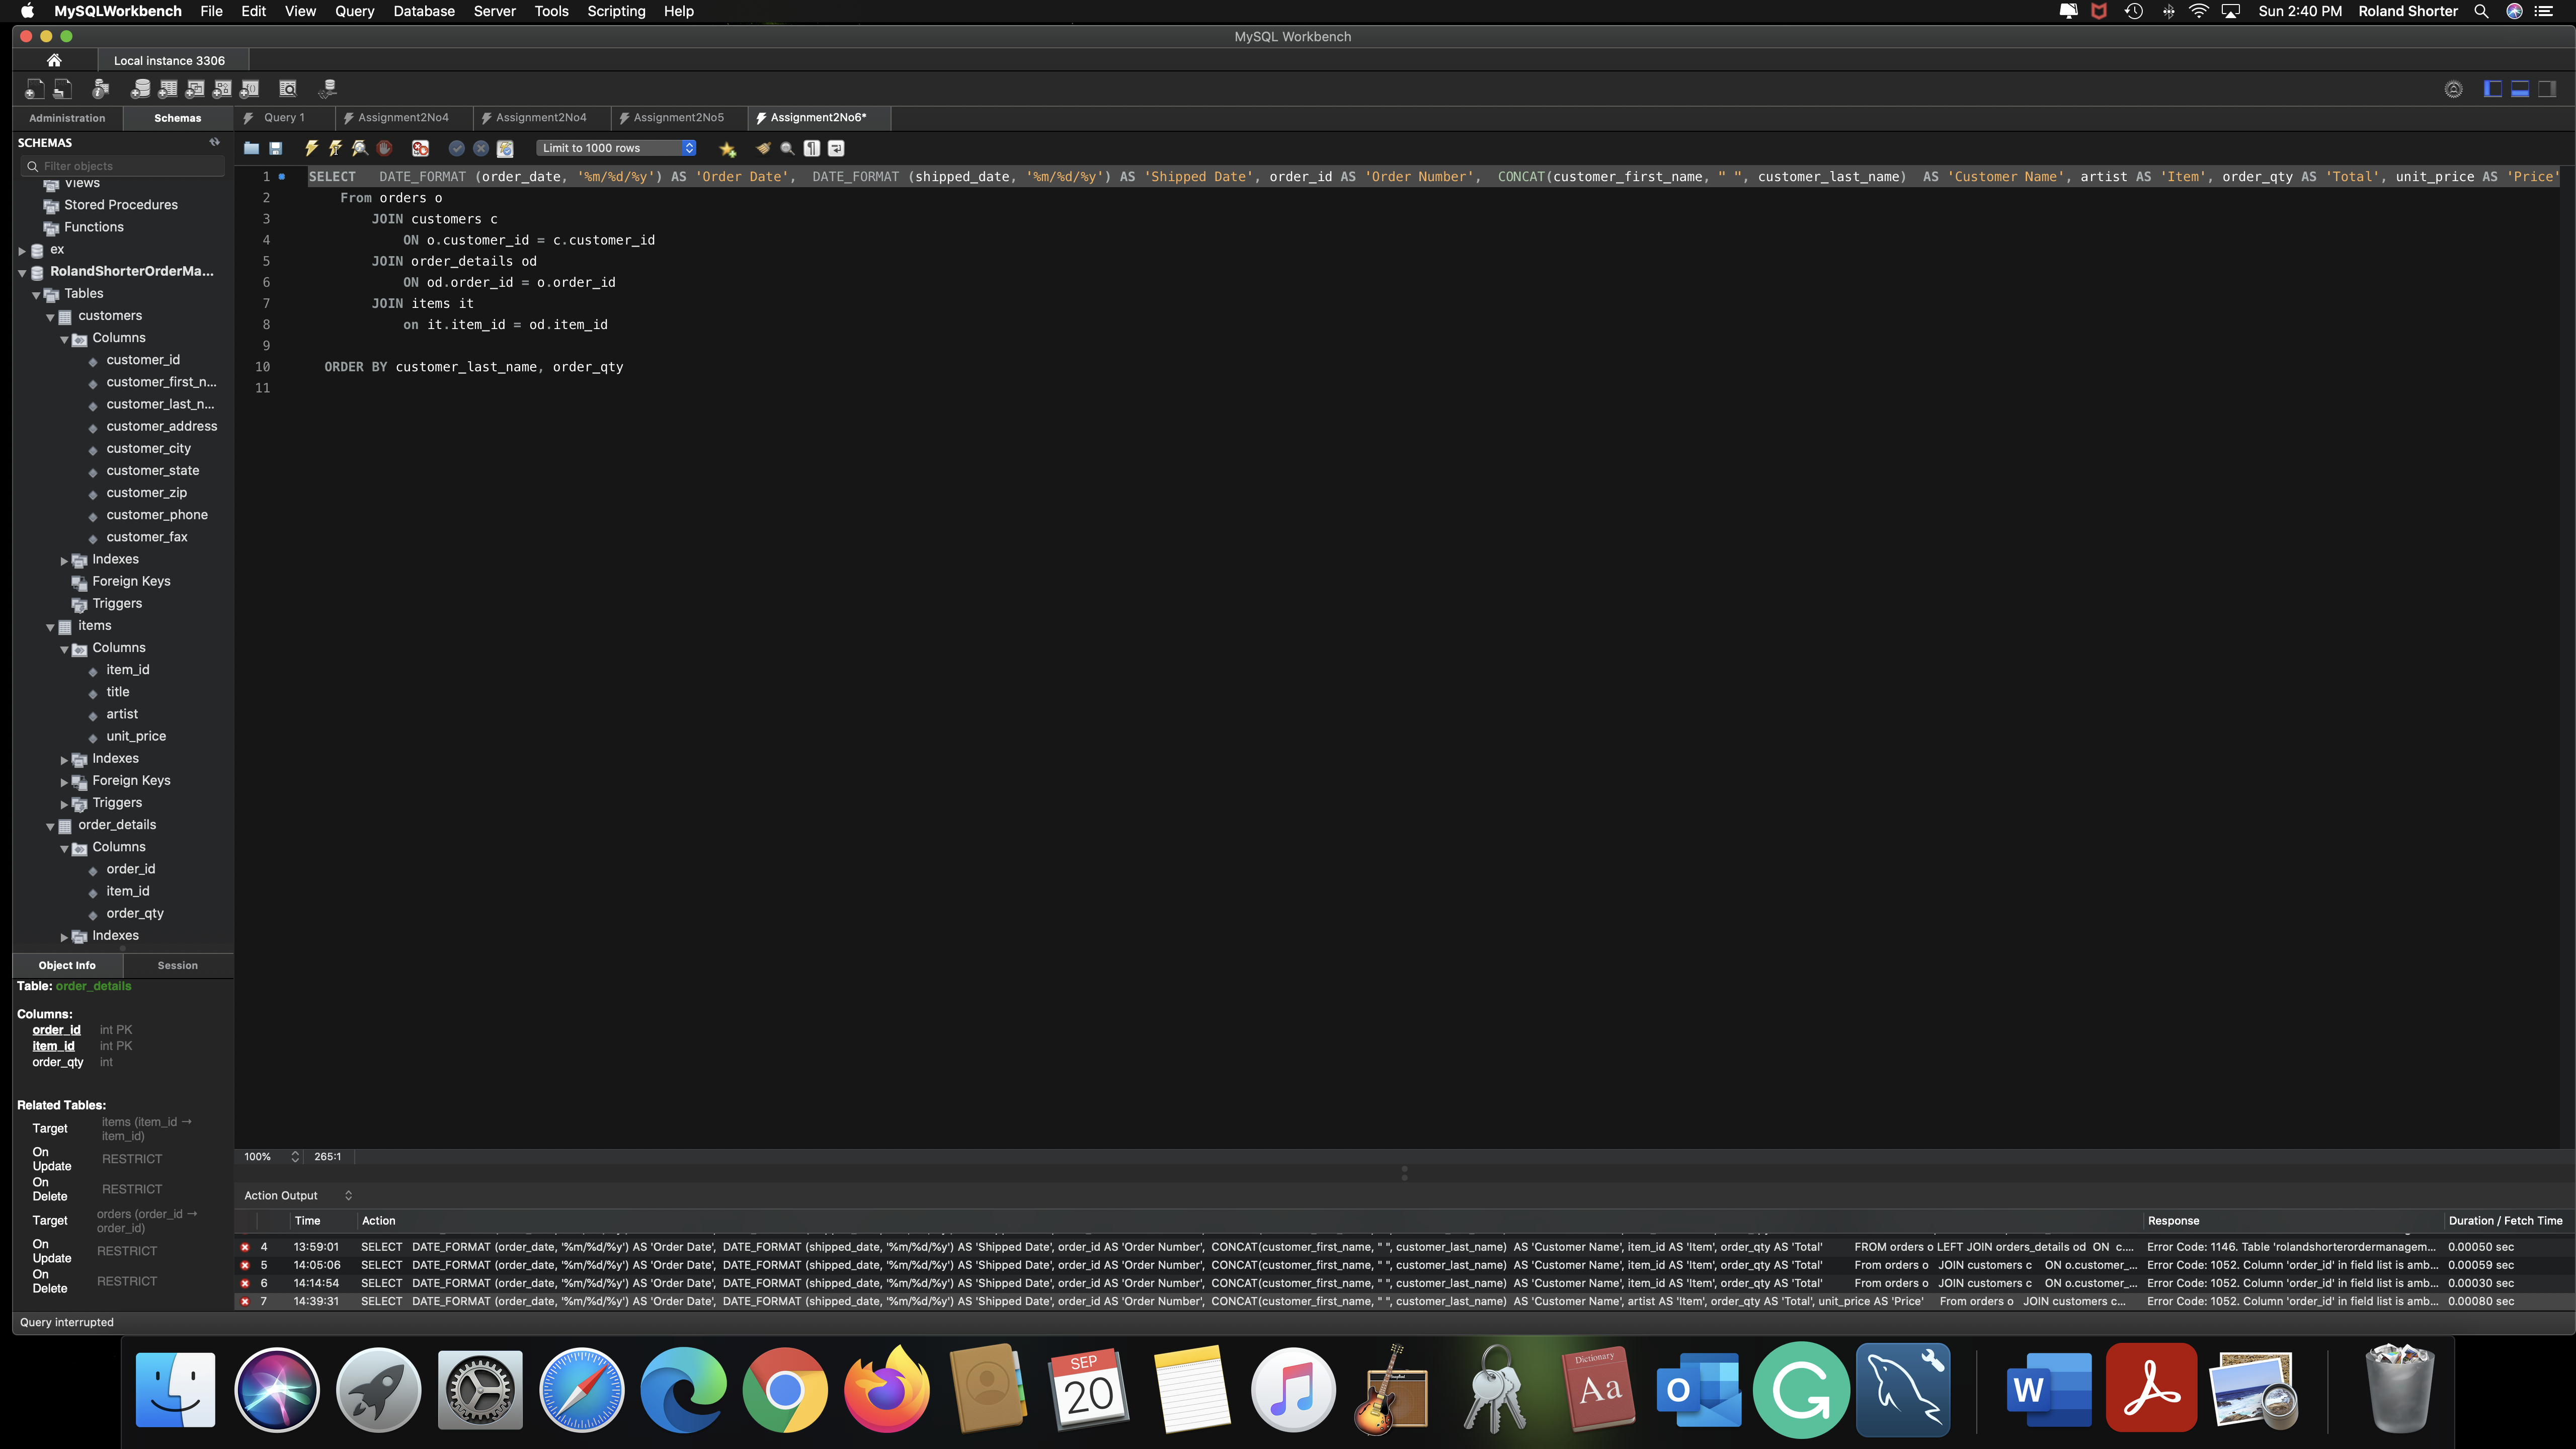 MySQLWorkbench File Edit View Query Database Server Tools Scripting Help
Sun 2:40 PM Roland Shorter
MySQL Workbench
Local instance 3306
Administration Schemas
Query 1 Assignment2No4 Assignment2No4 Assignment2No5 Assignment2No6*
SCHEMAS
Filter objects
Limit to 1000 rows
Views
Stored Procedures
Functions
ex
RolandShorterOrderMa...
Tables
customers
Columns
customer_id
customer_first_n...
customer_last_n...
customer_address
customer_city
customer_state
customer_zip
customer_phone
customer_fax
Indexes
Foreign Keys
Triggers
items
Columns
item_id
title
artist
unit_price
Indexes
Foreign Keys
Triggers
order_details
Columns
order_id
item_id
order_qty
Indexes
1 SELECT DATE_FORMAT (order_date, '%m/%d/%y') AS 'Order Date', DATE_FORMAT (shipped_date, '%m/%d/%y') AS 'Shipped Date', order_id AS 'Order Number', CONCAT(customer_first_name, " ", customer_last_name) AS 'Customer Name', artist AS 'Item', order_qty AS 'Total', unit_price AS 'Price'
2 From orders o
3 JOIN customers c
4 ON o.customer_id = c.customer_id
5 JOIN order_details od
6 ON od.order_id = o.order_id
7 JOIN items it
8 on it.item_id = od.item_id
9
10 ORDER BY customer_last_name, order_qty
11
Object Info Session
Table: order_details
Columns:
order_id int PK
item_id int PK
order_qty int
Related Tables:
Target items (item_id → item_id)
On Update RESTRICT
On Delete RESTRICT
Target orders (order_id → order_id)
On Update RESTRICT
On Delete RESTRICT
100% 265:1
Action Output
Time Action Response Duration / Fetch Time
4 13:59:01 SELECT DATE_FORMAT (order_date, '%m/%d/%y') AS 'Order Date', DATE_FORMAT (shipped_date, '%m/%d/%y') AS 'Shipped Date', order_id AS 'Order Number', CONCAT(customer_first_name, " ", customer_last_name) AS 'Customer Name', item_id AS 'Item', order_qty AS 'Total' FROM orders o LEFT JOIN orders_details od ON c.... Error Code: 1146. Table 'rolandshorterordermanagem... 0.00050 sec
5 14:05:06 SELECT DATE_FORMAT (order_date, '%m/%d/%y') AS 'Order Date', DATE_FORMAT (shipped_date, '%m/%d/%y') AS 'Shipped Date', order_id AS 'Order Number', CONCAT(customer_first_name, " ", customer_last_name) AS 'Customer Name', item_id AS 'Item', order_qty AS 'Total' From orders o JOIN customers c ON o.customer_... Error Code: 1052. Column 'order_id' in field list is amb... 0.00059 sec
6 14:14:54 SELECT DATE_FORMAT (order_date, '%m/%d/%y') AS 'Order Date', DATE_FORMAT (shipped_date, '%m/%d/%y') AS 'Shipped Date', order_id AS 'Order Number', CONCAT(customer_first_name, " ", customer_last_name) AS 'Customer Name', item_id AS 'Item', order_qty AS 'Total' From orders o JOIN customers c ON o.customer_... Error Code: 1052. Column 'order_id' in field list is amb... 0.00030 sec
7 14:39:31 SELECT DATE_FORMAT (order_date, '%m/%d/%y') AS 'Order Date', DATE_FORMAT (shipped_date, '%m/%d/%y') AS 'Shipped Date', order_id AS 'Order Number', CONCAT(customer_first_name, " ", customer_last_name) AS 'Customer Name', artist AS 'Item', order_qty AS 'Total', unit_price AS 'Price' From orders o JOIN customers c... Error Code: 1052. Column 'order_id' in field list is amb... 0.00080 sec
Query interrupted
SEP
20
Dictionary
Aa
O
G
W